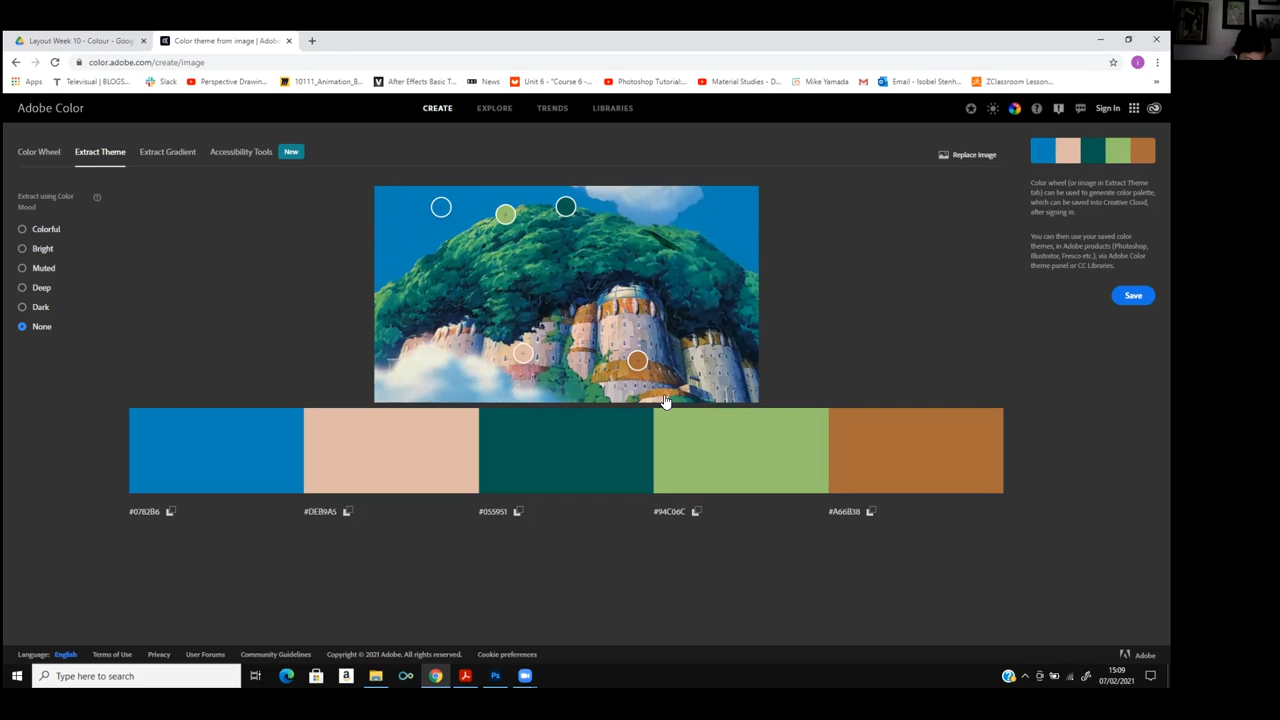 Layout Week 10 - Colour - Goog
Color theme from image | Adob
color.adobe.com/create/image
Apps
Televisual | BLOGS...
Slack
Perspective Drawin...
10111_Animation_B...
After Effects Basic T...
News
Unit 6 - "Course 6 -...
Photoshop Tutorial:...
Material Studies - D...
Mike Yamada
Email - Isobel Stenh...
ZClassroom Lesson...
»
Adobe Color
CREATE
EXPLORE
TRENDS
LIBRARIES
Sign In
Color Wheel
Extract Theme
Extract Gradient
Accessibility Tools
New
Replace Image
Extract using Color
Mood
Colorful
Bright
Muted
Deep
Dark
None
Color wheel (or image in Extract Theme
tab) can be used to generate color palette,
which can be saved into Creative Cloud,
after signing in.
You can then use your saved color
themes, in Adobe products (Photoshop,
Illustrator, Fresco etc.), via Adobe Color
theme panel or CC Libraries.
Save
#0782B6
#DEB9A5
#055951
#94C06C
#A66B38
Language:
English
Terms of Use
Privacy
User Forums
Community Guidelines
Copyright © 2021 Adobe. All rights reserved.
Cookie preferences
Adobe
Type here to search
15:09
07/02/2021